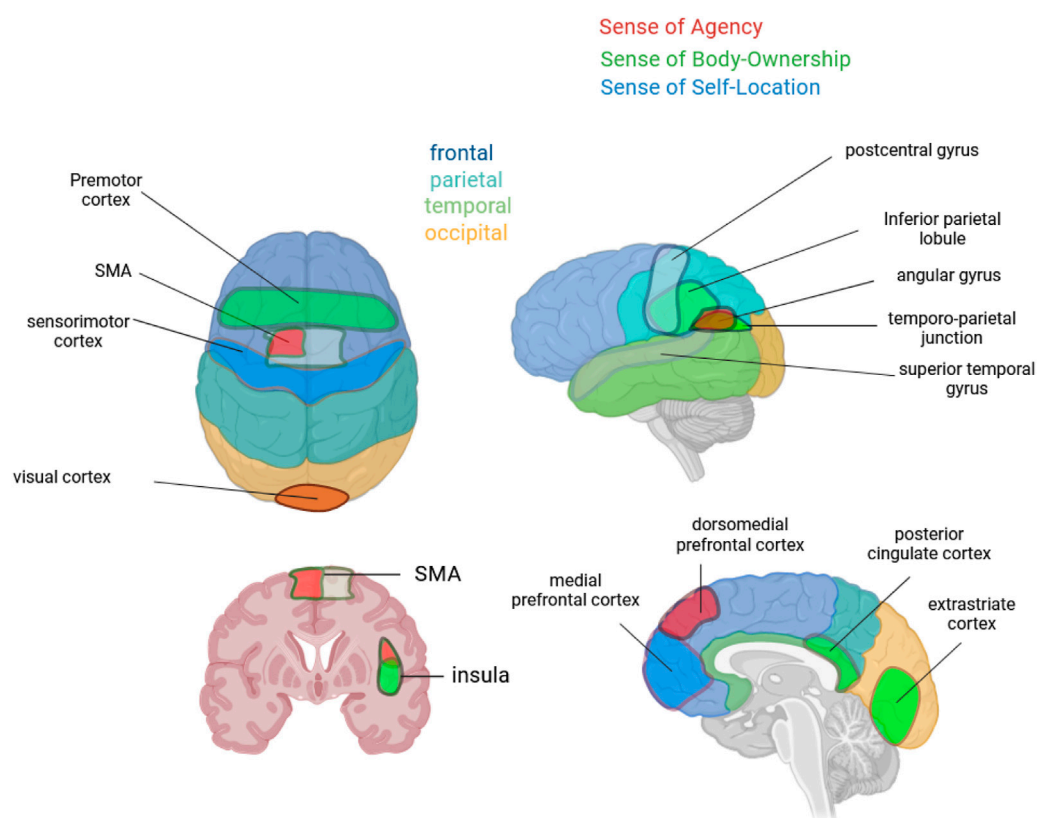 Sense of Agency
Sense of Body-Ownership
Sense of Self-Location
frontal
parietal
temporal
occipital
Premotor
cortex
SMA
sensorimotor
cortex
visual cortex
postcentral gyrus
Inferior parietal
lobule
angular gyrus
temporo-parietal
junction
superior temporal
gyrus
SMA
insula
dorsomedial
prefrontal cortex
medial
prefrontal cortex
posterior
cingulate cortex
extrastriate
cortex